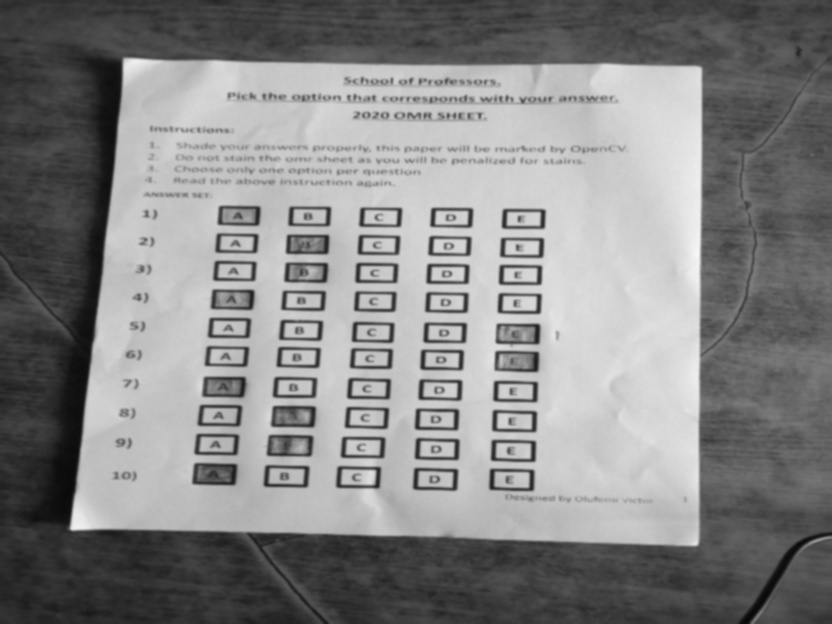 School of Professors.
Pick the option that corresponds with your answer.
2020 OMR SHEET.
Instructions:
1. Shade your answers properly, this paper will be marked by OpenCV.
2. Do not stain the omr sheet as you will be penalized for stains.
3. Choose only one option per question
4. Read the above instruction again.
ANSWER SET:
1) A B C D E
2) A B C D E
3) A B C D E
4) A B C D E
5) A B C D E
6) A B C D E
7) A B C D E
8) A C D E
9) A C D E
10) A B C D E
Designed by Olufemi Victor 1